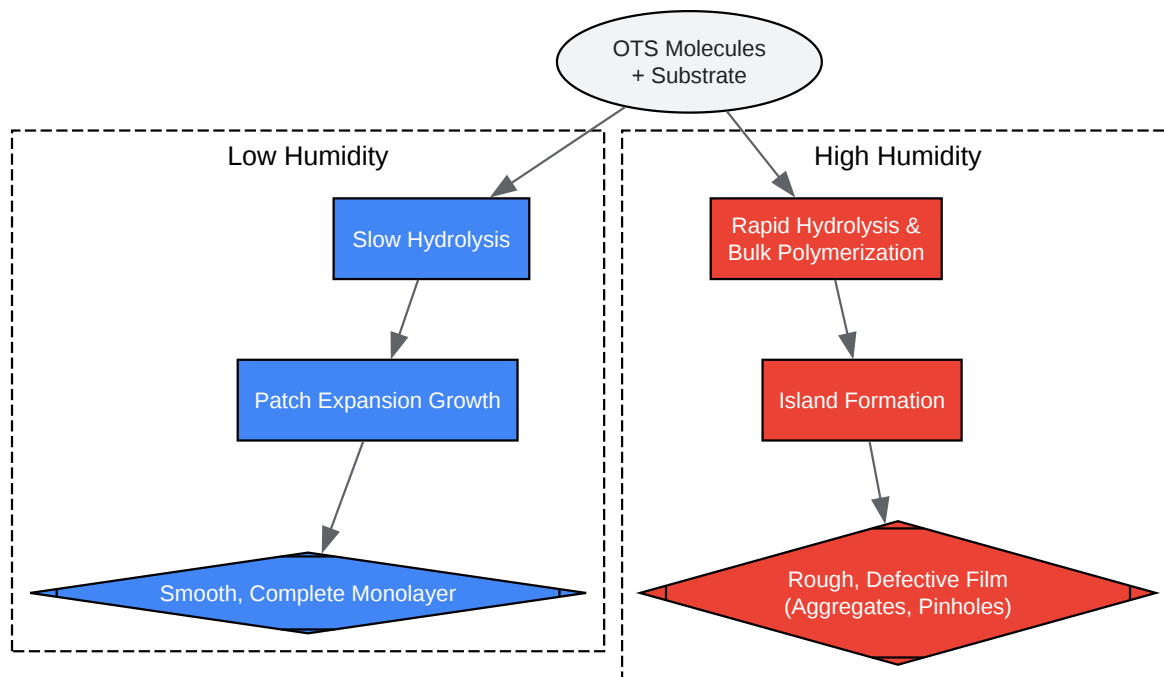 OTS Molecules
+ Substrate
Low Humidity
Slow Hydrolysis
Patch Expansion Growth
Smooth, Complete Monolayer
High Humidity
Rapid Hydrolysis &
Bulk Polymerization
Island Formation
Rough, Defective Film
(Aggregates, Pinholes)